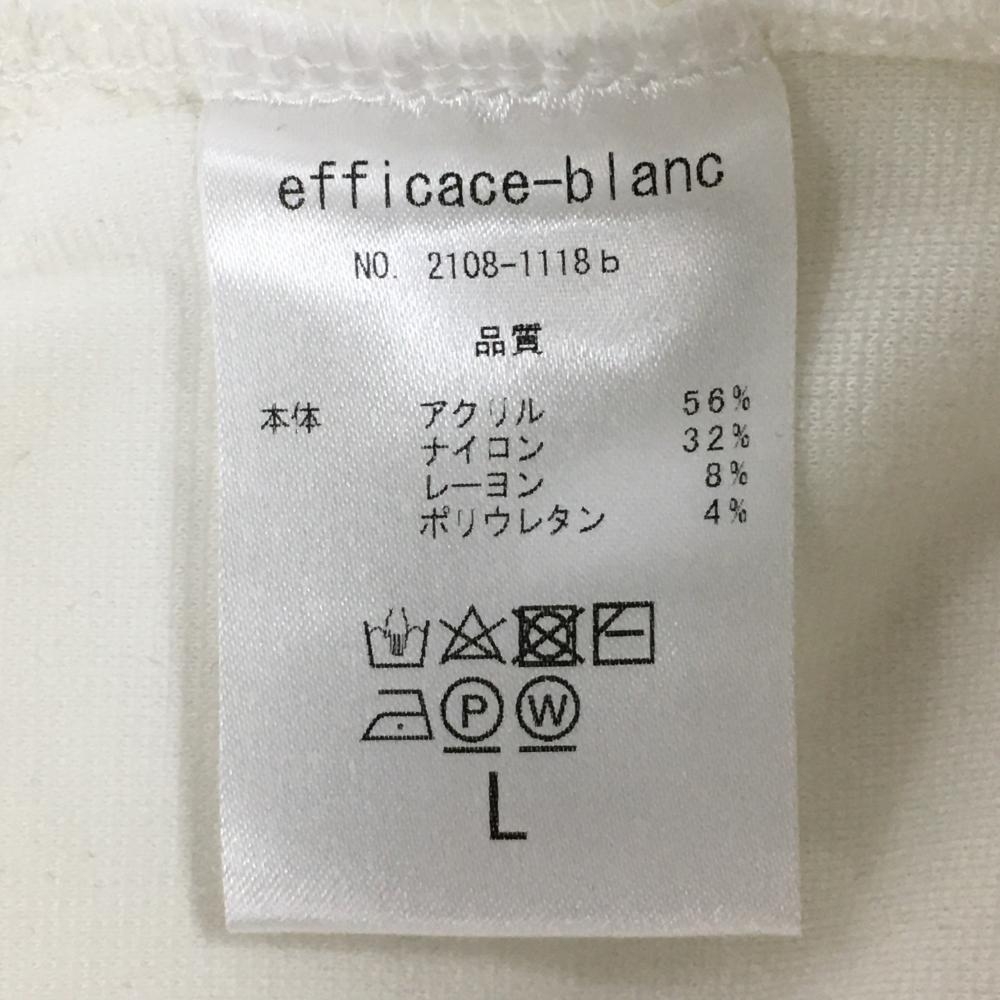 efficace-blanc
NO. 2108-1118b
品質
本体 アクリル 56%
ナイロン 32%
レーヨン 8%
ポリウレタン 4%
P W
L